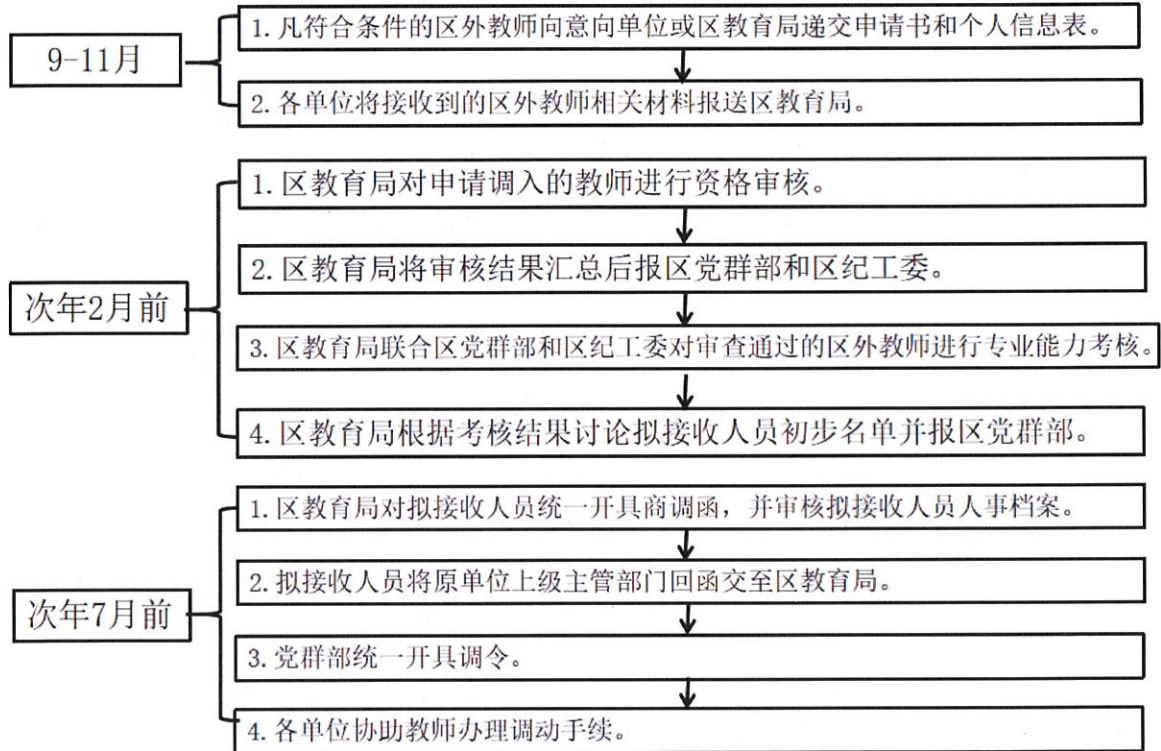 9-11月
1. 凡符合条件的区外教师向意向单位或区教育局递交申请书和个人信息表。
2. 各单位将接收到的区外教师相关材料报送区教育局。
次年2月前
1. 区教育局对申请调入的教师进行资格审核。
2. 区教育局将审核结果汇总后报区党群部和区纪工委。
3. 区教育局联合区党群部和区纪工委对审查通过的区外教师进行专业能力考核。
4. 区教育局根据考核结果讨论拟接收人员初步名单并报区党群部。
次年7月前
1. 区教育局对拟接收人员统一开具商调函，并审核拟接收人员人事档案。
2. 拟接收人员将原单位上级主管部门回函交至区教育局。
3. 党群部统一开具调令。
4. 各单位协助教师办理调动手续。